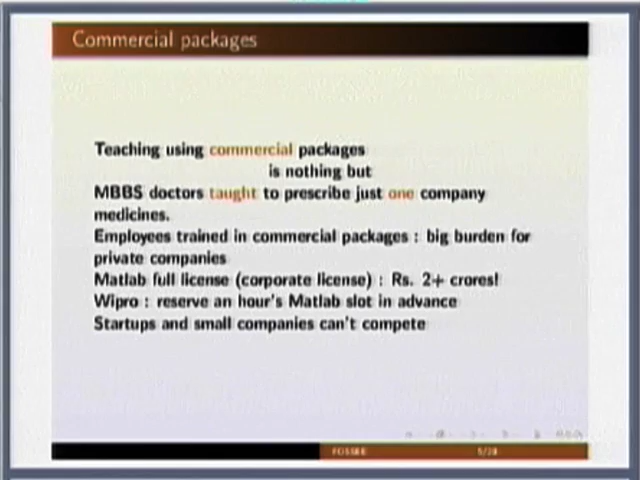 Commercial packages
Teaching using commercial packages
is nothing but
MBBS doctors taught to prescribe just one company
medicines.
Employees trained in commercial packages : big burden for
private companies
Matlab full license (corporate license) : Rs. 2+ crores!
Wipro : reserve an hour's Matlab slot in advance
Startups and small companies can't compete
FOSSEE 5/28